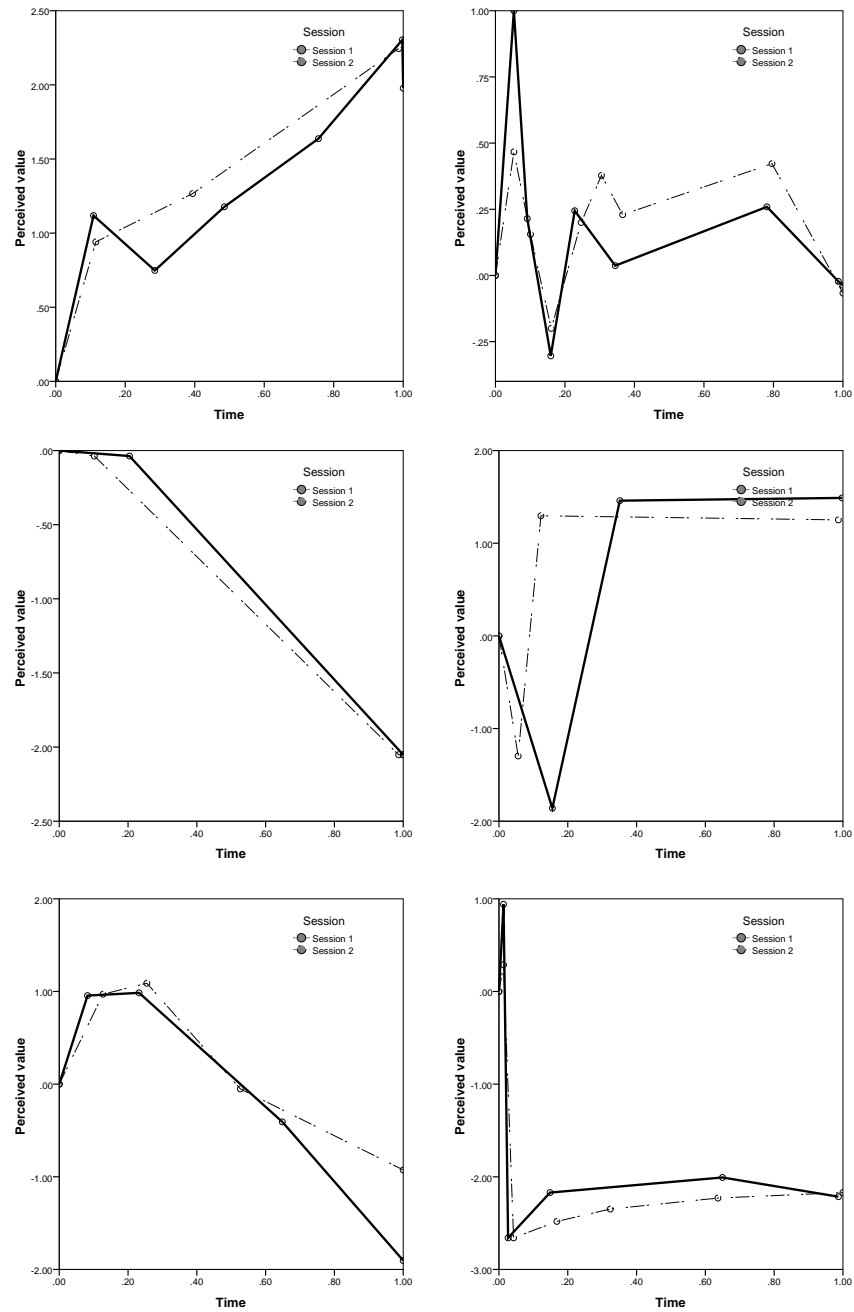 2.50
2.00
1.50
1.00
.50
.00
Perceived value
.00 .20 .40 .60 .80 1.00
Time
Session
Session 1
Session 2
1.00
.75
.50
.25
.00
-.25
Perceived value
.00 .20 .40 .60 .80 1.00
Time
Session
Session 1
Session 2
.00
-.50
-1.00
-1.50
-2.00
-2.50
Perceived value
.00 .20 .40 .60 .80 1.00
Time
Session
Session 1
Session 2
2.00
1.00
.00
-1.00
-2.00
Perceived value
.00 .20 .40 .60 .80 1.00
Time
Session
Session 1
Session 2
2.00
1.00
.00
-1.00
-2.00
Perceived value
.00 .20 .40 .60 .80 1.00
Time
Session
Session 1
Session 2
1.00
.00
-1.00
-2.00
-3.00
Perceived value
.00 .20 .40 .60 .80 1.00
Time
Session
Session 1
Session 2